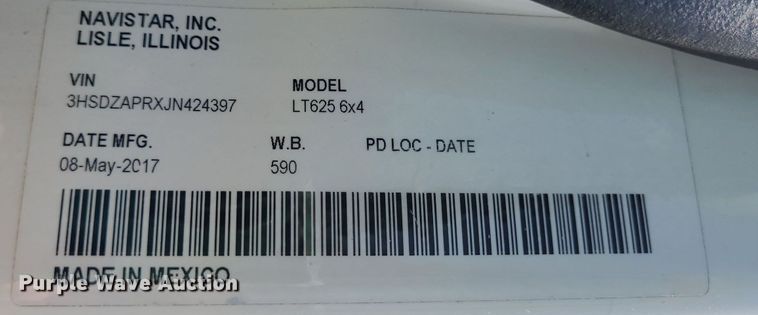 NAVISTAR, INC.
LISLE, ILLINOIS
VIN MODEL
3HSDZAPRXJN424397 LT625 6x4
DATE MFG. W.B. PD LOC - DATE
08-May-2017 590
MADE IN MEXICO
Purple Wave Auction